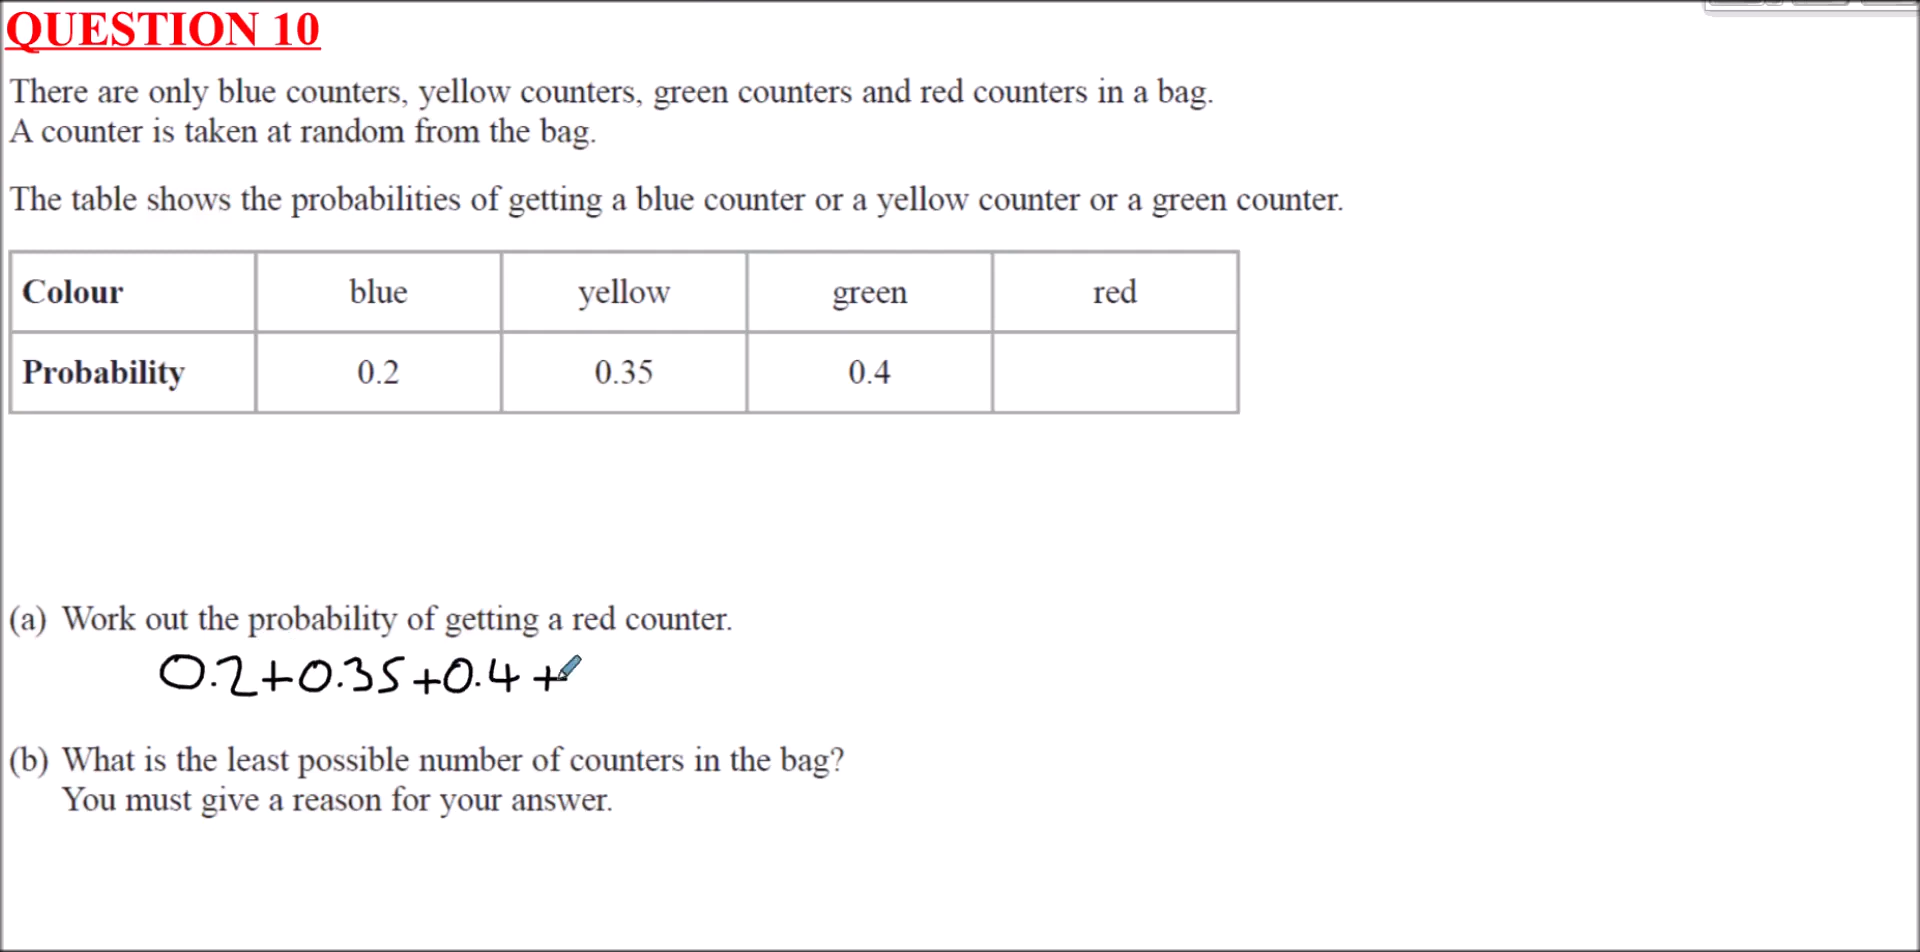 QUESTION 10
There are only blue counters, yellow counters, green counters and red counters in a bag.
A counter is taken at random from the bag.
The table shows the probabilities of getting a blue counter or a yellow counter or a green counter.
Colour blue yellow green red
Probability 0.2 0.35 0.4
(a) Work out the probability of getting a red counter.
0.2+0.35+0.4+
(b) What is the least possible number of counters in the bag?
You must give a reason for your answer.